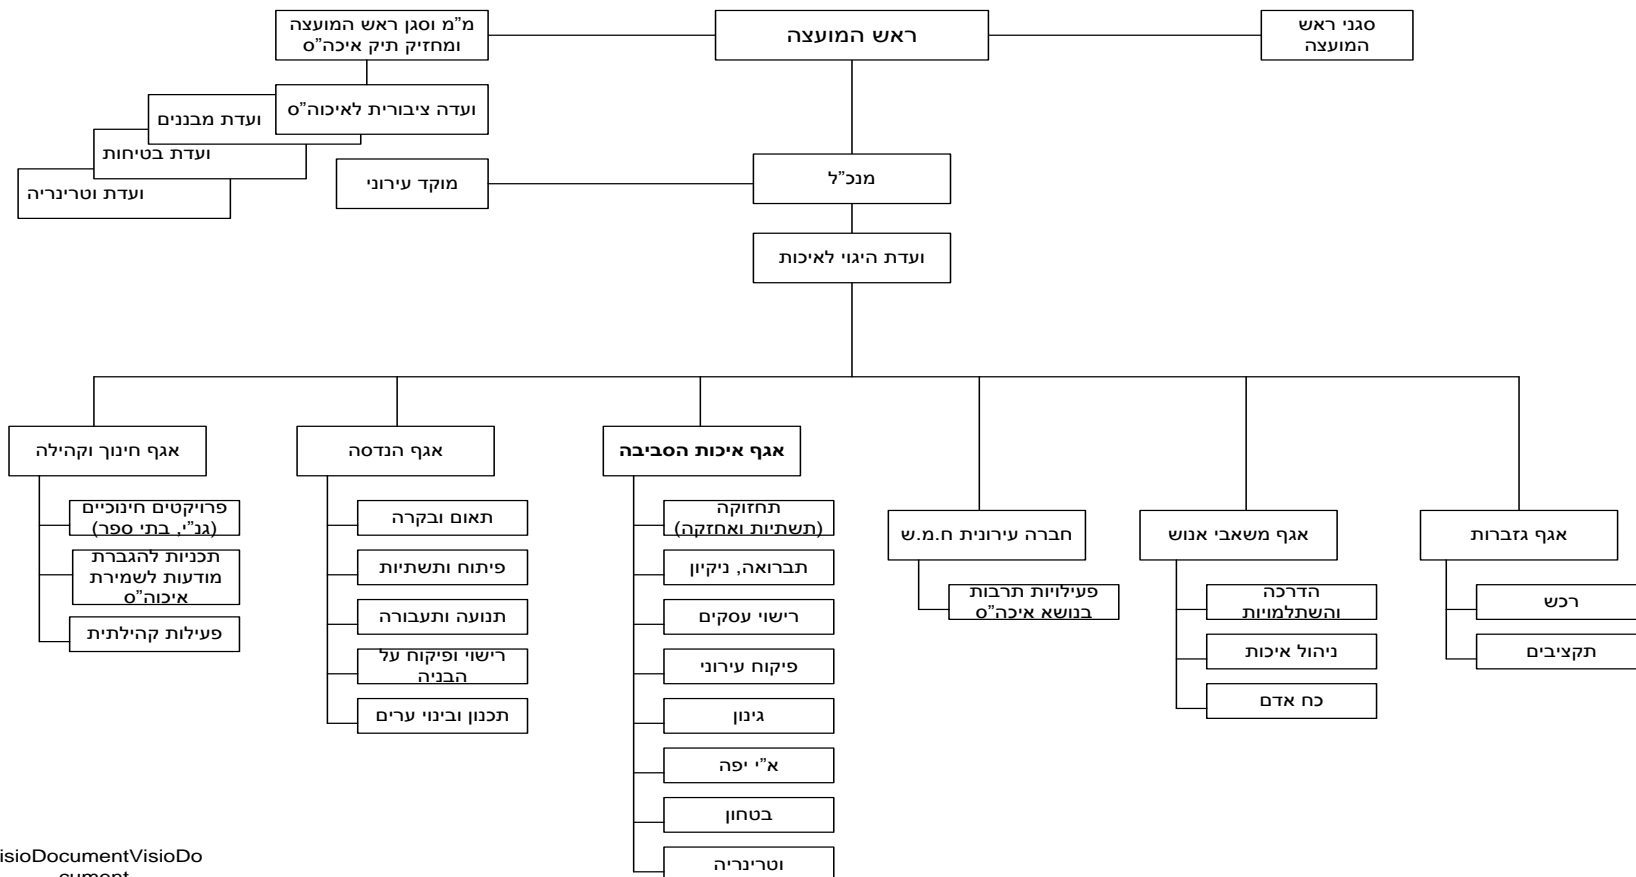 סגני ראש
המועצה
ראש המועצה
מ"מ וסגן ראש המועצה
ומחזיק תיק איכה"ס
ועדה ציבורית לאיכוה"ס
ועדת מבננים
ועדת בטיחות
ועדת וטרינריה
מנכ"ל
מוקד עירוני
ועדת היגוי לאיכות
אגף גזברות
רכש
תקציבים
אגף משאבי אנוש
הדרכה
והשתלמויות
ניהול איכות
כח אדם
חברה עירונית ח.מ.ש
פעילויות תרבות
בנושא איכה"ס
אגף איכות הסביבה
תחזוקה
(תשתיות ואחזקה)
תברואה, ניקיון
רישוי עסקים
פיקוח עירוני
גינון
א"י יפה
בטחון
וטרינריה
אגף הנדסה
תאום ובקרה
פיתוח ותשתיות
תנועה ותעבורה
רישוי ופיקוח על
הבניה
תכנון ובינוי ערים
אגף חינוך וקהילה
פרויקטים חינוכיים
(גנ"י, בתי ספר)
תכניות להגברת
מודעות לשמירת
איכוה"ס
פעילות קהילתית
isioDocumentVisioDo
cument